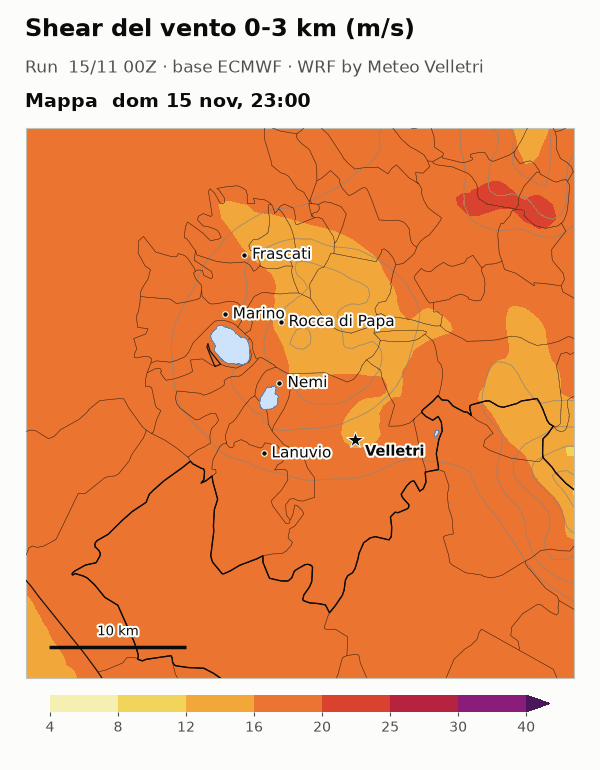 Shear del vento 0-3 km (m/s)
Run  15/11 00Z · base ECMWF · WRF by Meteo Velletri
Mappa  dom 15 nov, 23:00
Frascati
Marino
Rocca di Papa
Nemi
Velletri
Lanuvio
10 km
4 8 12 16 20 25 30 40